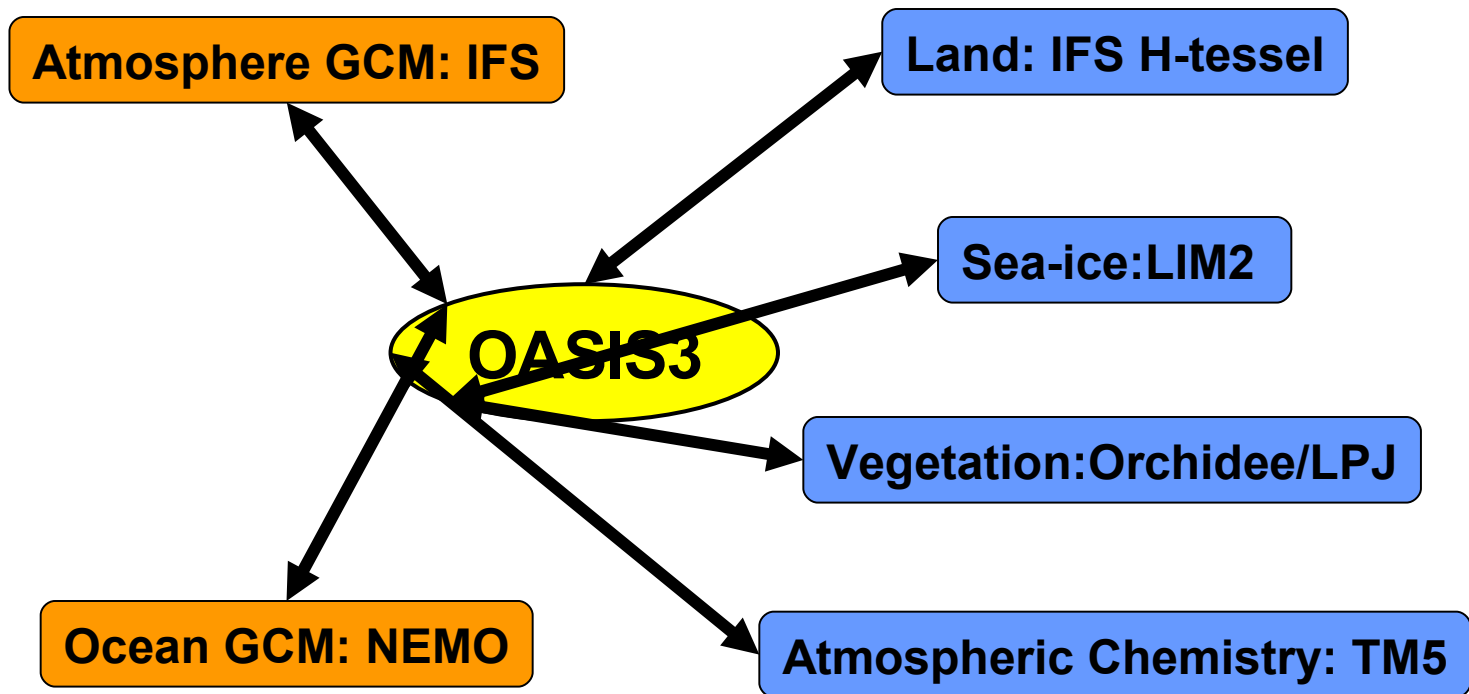 Atmosphere GCM: IFS
Land: IFS H-tessel
Sea-ice:LIM2
OASIS3
Vegetation:Orchidee/LPJ
Ocean GCM: NEMO
Atmospheric Chemistry: TM5